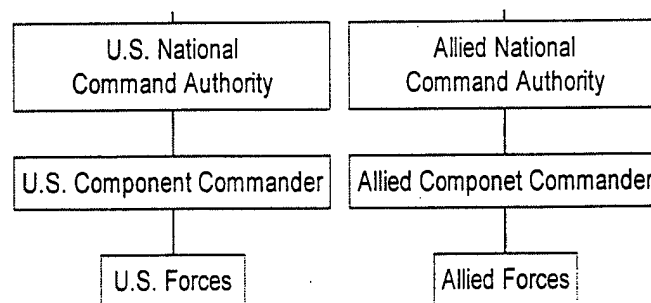 U.S. National
Command Authority
Allied National
Command Authority
U.S. Component Commander
Allied Componet Commander
U.S. Forces
Allied Forces